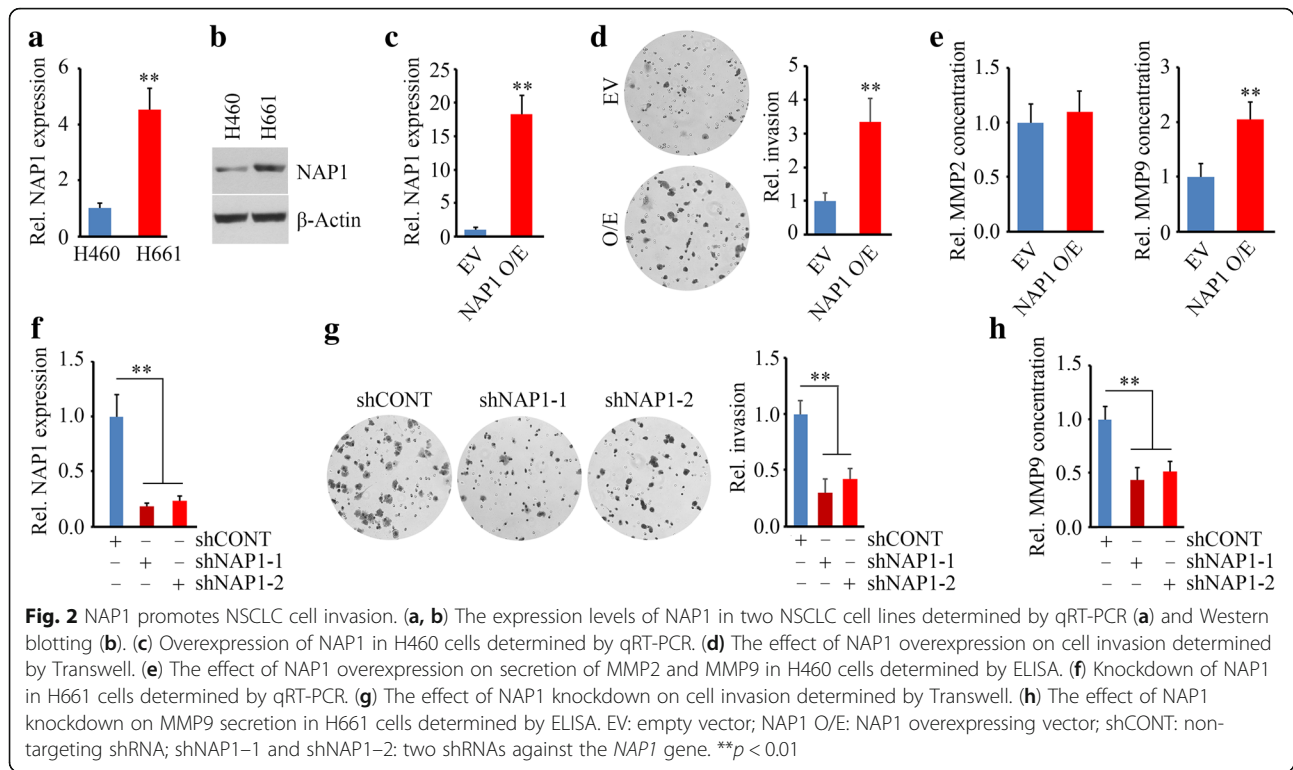 a
Rel. NAP1 expression
6
4
2
0
**
H460
H661
b
H460
H661
NAP1
β-Actin
c
Rel. NAP1 expression
25
20
15
10
5
0
**
EV
NAP1 O/E
d
EV
O/E
Rel. invasion
5
4
3
2
1
0
**
EV
NAP1 O/E
e
Rel. MMP2 concentration
1.5
1.0
0.5
0.0
EV
NAP1 O/E
Rel. MMP9 concentration
3
2
1
0
**
EV
NAP1 O/E
f
Rel. NAP1 expression
1.5
1.0
0.5
0.0
**
+ – – shCONT
– + – shNAP1-1
– – + shNAP1-2
g
shCONT
shNAP1-1
shNAP1-2
Rel. invasion
1.5
1.0
0.5
0.0
**
+ – – shCONT
– + – shNAP1-1
– – + shNAP1-2
h
Rel. MMP9 concentration
1.5
1.0
0.5
0.0
**
+ – – shCONT
– + – shNAP1-1
– – + shNAP1-2
Fig. 2 NAP1 promotes NSCLC cell invasion. (a, b) The expression levels of NAP1 in two NSCLC cell lines determined by qRT-PCR (a) and Western
blotting (b). (c) Overexpression of NAP1 in H460 cells determined by qRT-PCR. (d) The effect of NAP1 overexpression on cell invasion determined
by Transwell. (e) The effect of NAP1 overexpression on secretion of MMP2 and MMP9 in H460 cells determined by ELISA. (f) Knockdown of NAP1
in H661 cells determined by qRT-PCR. (g) The effect of NAP1 knockdown on cell invasion determined by Transwell. (h) The effect of NAP1
knockdown on MMP9 secretion in H661 cells determined by ELISA. EV: empty vector; NAP1 O/E: NAP1 overexpressing vector; shCONT: non-
targeting shRNA; shNAP1–1 and shNAP1–2: two shRNAs against the NAP1 gene. **p < 0.01